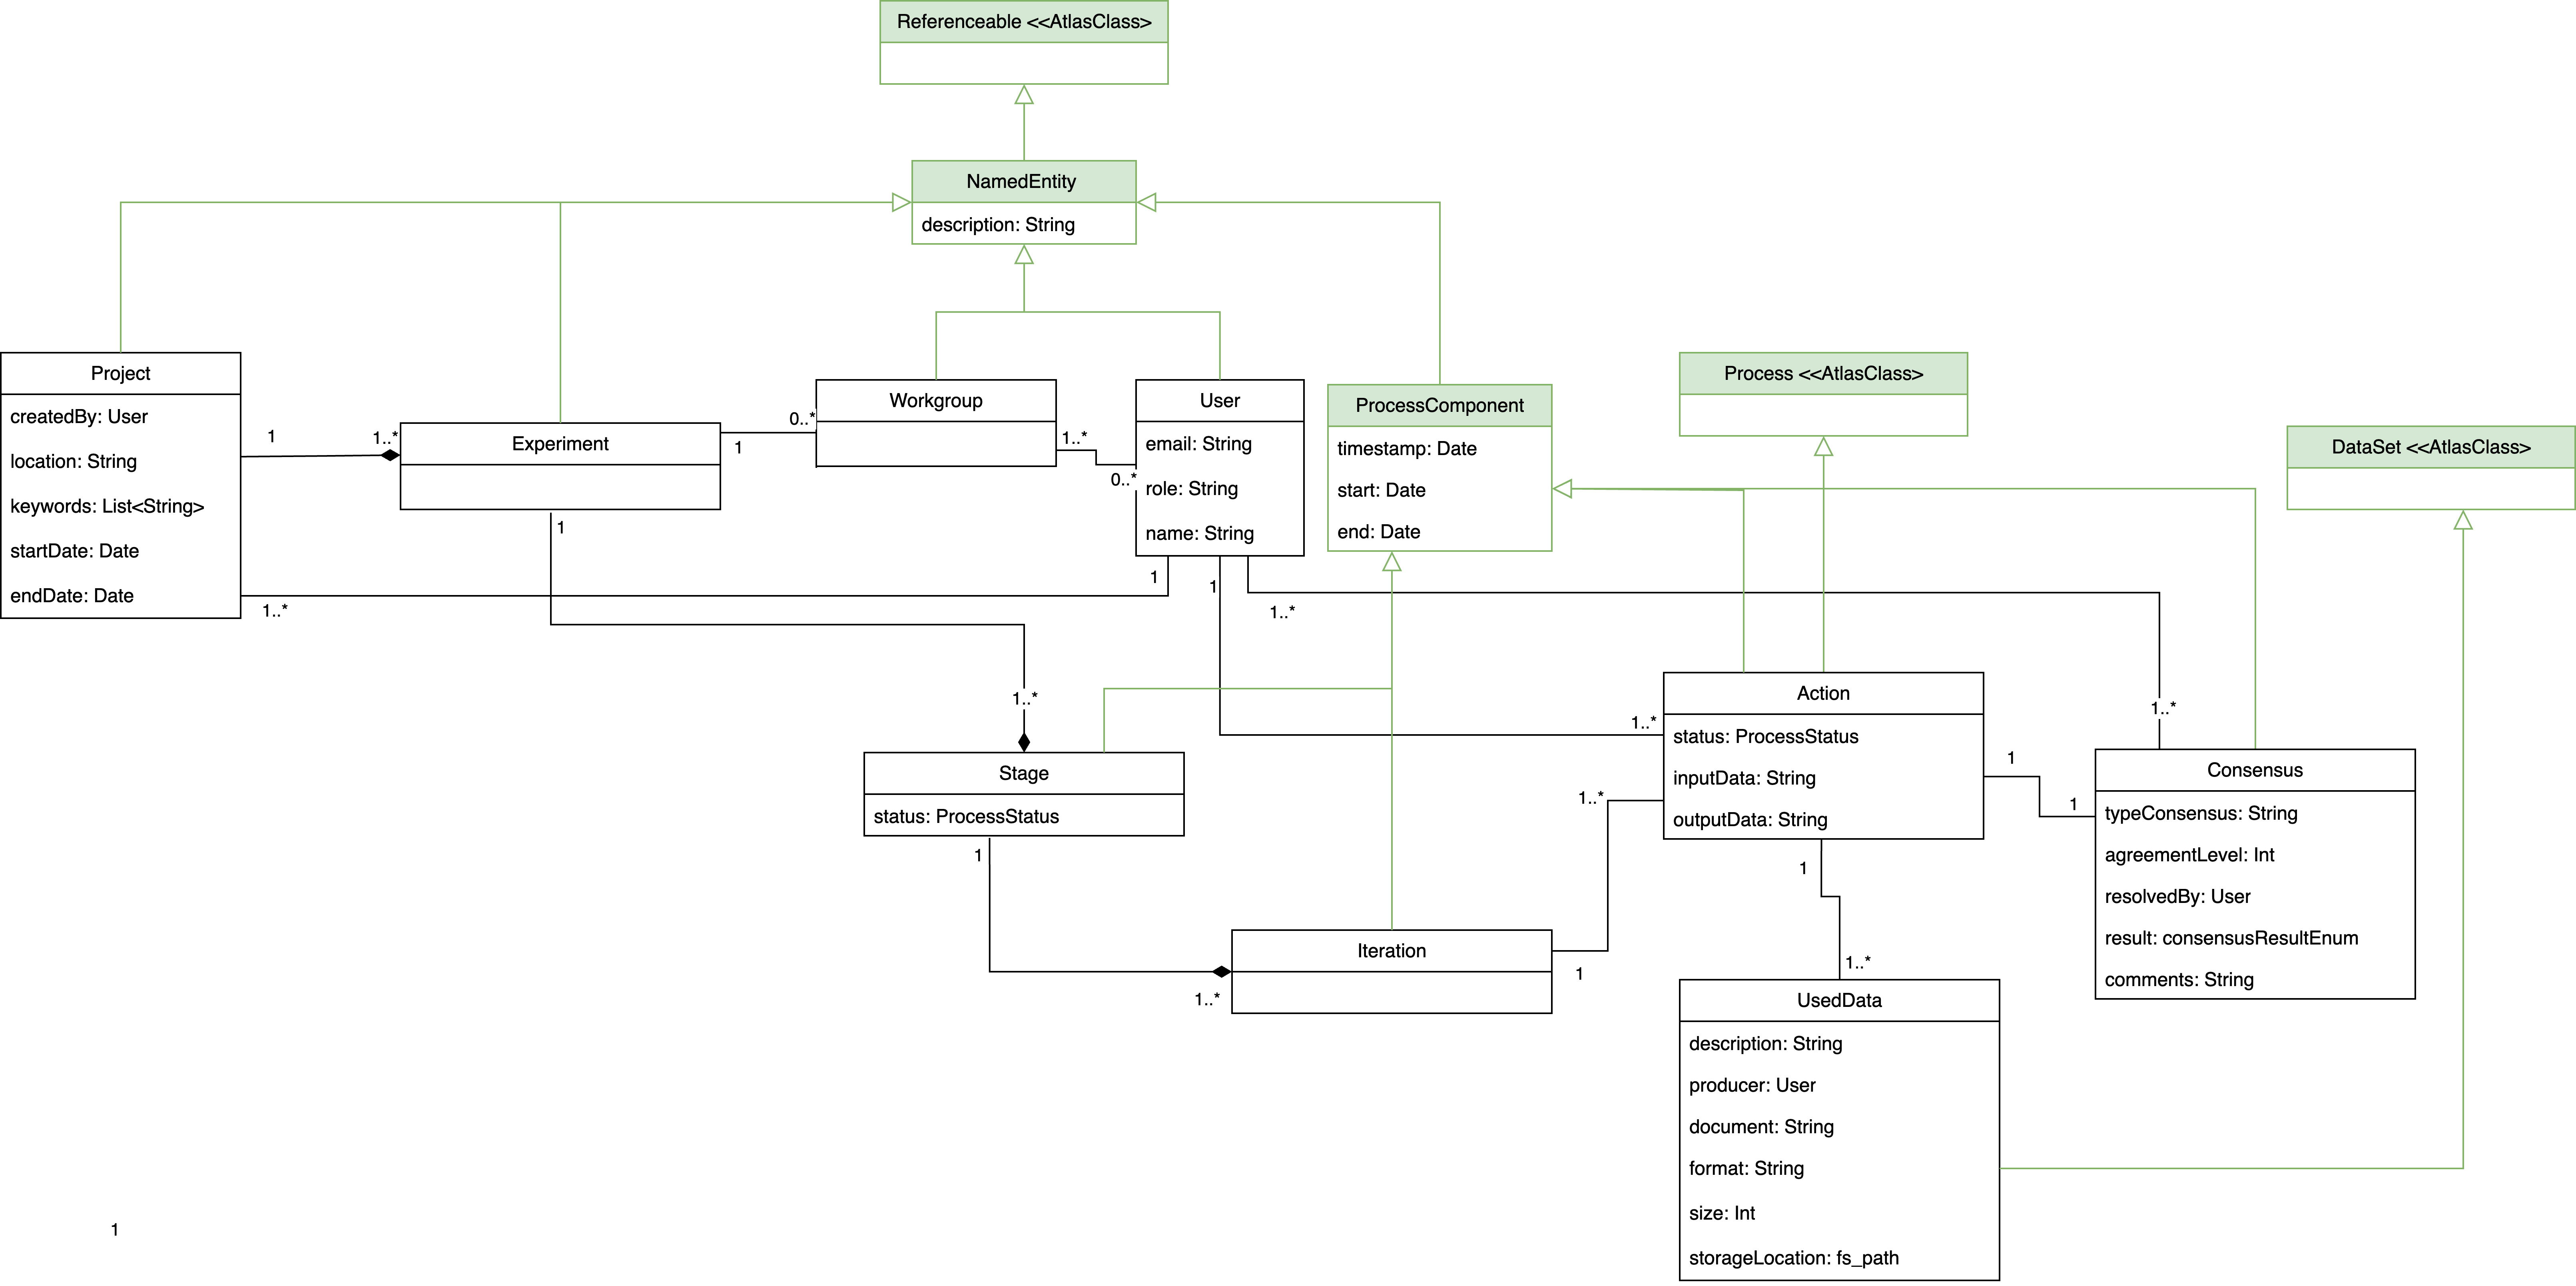 Referenceable <<AtlasClass>>
NamedEntity
description: String
Project
createdBy: User
location: String
keywords: List<String>
startDate: Date
endDate: Date
1
1..*
Experiment
1
0..*
Workgroup
1..*
0..*
User
email: String
role: String
name: String
ProcessComponent
timestamp: Date
start: Date
end: Date
Process <<AtlasClass>>
DataSet <<AtlasClass>>
1
1
1
1..*
1..*
1..*
1..*
1..*
Stage
status: ProcessStatus
1
1..*
Iteration
1
1..*
Action
status: ProcessStatus
inputData: String
outputData: String
1
1
Consensus
typeConsensus: String
agreementLevel: Int
resolvedBy: User
result: consensusResultEnum
comments: String
1
1..*
UsedData
description: String
producer: User
document: String
format: String
size: Int
storageLocation: fs_path
1